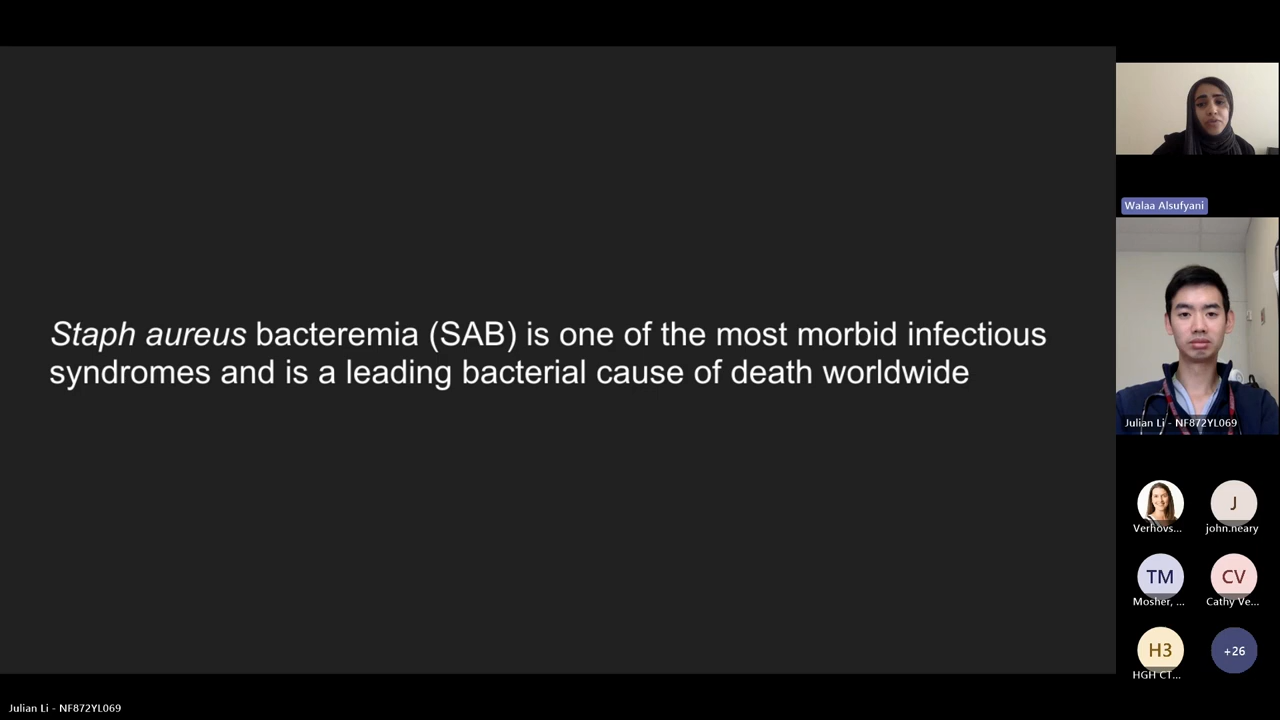 Staph aureus bacteremia (SAB) is one of the most morbid infectious
syndromes and is a leading bacterial cause of death worldwide
Walaa Alsufyani
Julian Li - NF872YL069
Verhovs...
J
john.neary
TM
Mosher, ...
CV
Cathy Ve...
H3
HGH CT...
+26
Julian Li - NF872YL069